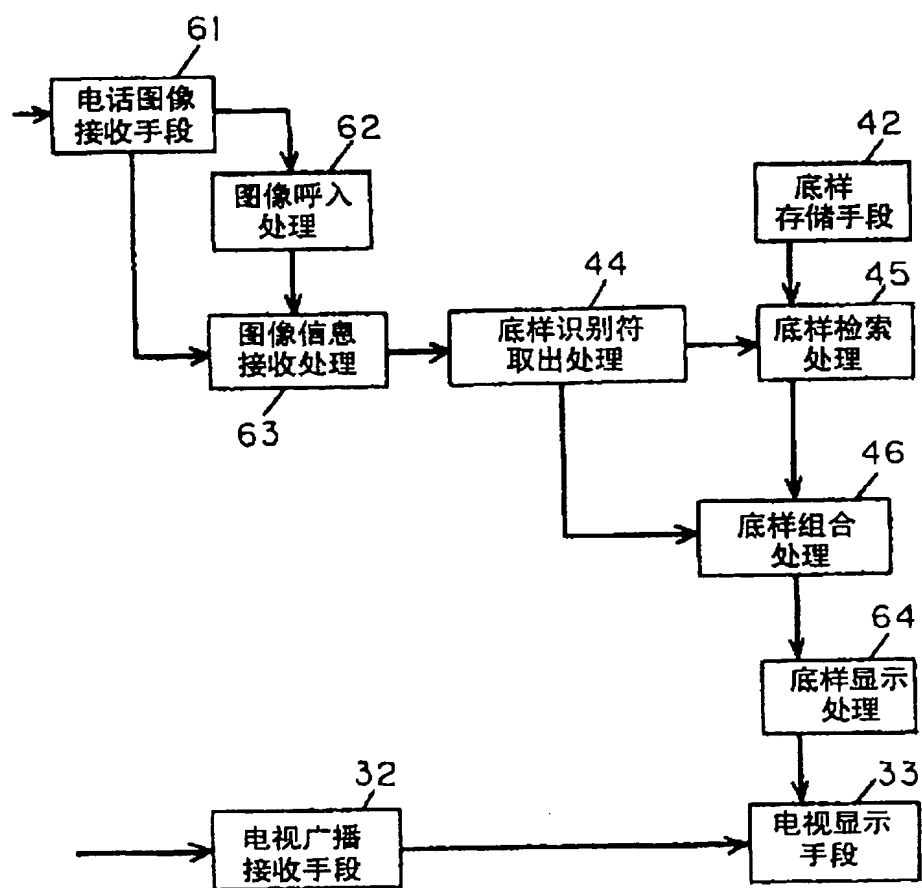 61
电话图像
接收手段
62
图像呼入
处理
42
底样
存储手段
44
45
图像信息
接收处理
底样识别符
取出处理
底样检索
处理
63
46
底样组合
处理
64
底样显示
处理
32
33
电视广播
接收手段
电视显示
手段